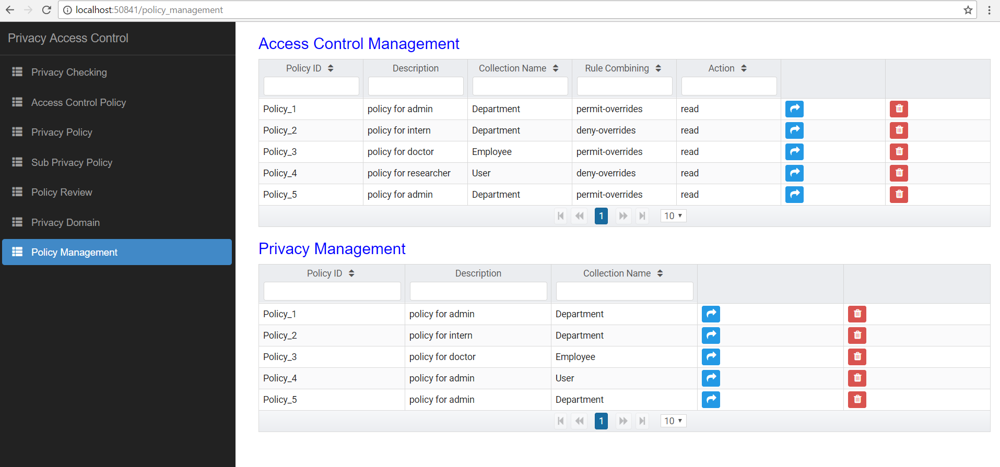 localhost:50841/policy_management
Privacy Access Control
Privacy Checking
Access Control Policy
Privacy Policy
Sub Privacy Policy
Policy Review
Privacy Domain
Policy Management
Access Control Management
Policy ID Description Collection Name Rule Combining Action
Policy_1 policy for admin Department permit-overrides read
Policy_2 policy for intern Department deny-overrides read
Policy_3 policy for doctor Employee permit-overrides read
Policy_4 policy for researcher User deny-overrides read
Policy_5 policy for admin Department permit-overrides read
1 10
Privacy Management
Policy ID Description Collection Name
Policy_1 policy for admin Department
Policy_2 policy for intern Department
Policy_3 policy for doctor Employee
Policy_4 policy for admin User
Policy_5 policy for admin Department
1 10